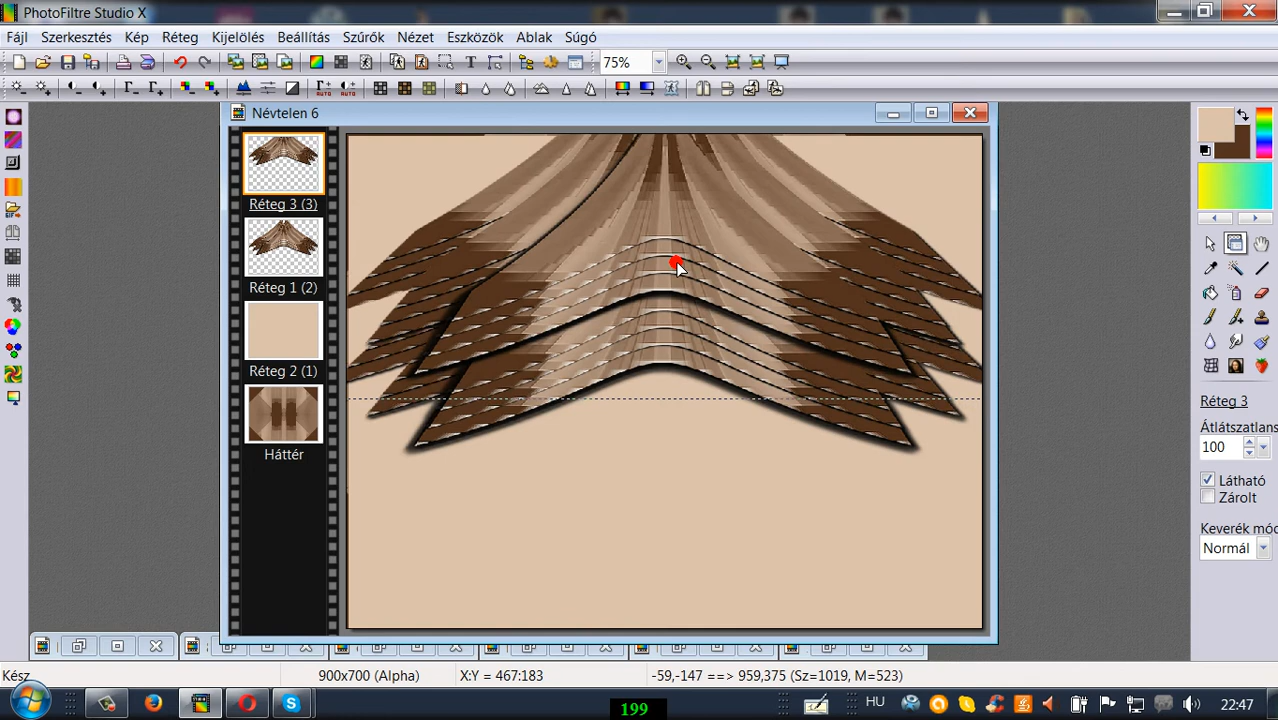 PhotoFiltre Studio X
Fájl Szerkesztés Kép Réteg Kijelölés Beállítás Szúrők Nézet Eszközök Ablak Súgó
75%
Névtelen 6
Réteg 3 (3)
Réteg 1 (2)
Réteg 2 (1)
Háttér
Réteg 3
Átlátszatlans
100
Látható
Zárolt
Keverék mód
Normál
Kész
900x700 (Alpha)
X:Y = 467:183
-59,-147 ==> 959,375 (Sz=1019, M=523)
199
HU
22:47